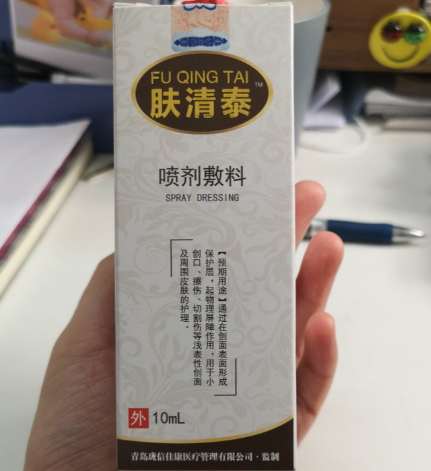 FU QING TAI
TM
肤清泰
喷剂敷料
SPRAY DRESSING
【预期用途】通过在创面表面形成
保护层，起物理屏障作用，用于小
创口、擦伤、切割伤等浅表性创面
及周围皮肤的护理。
外 10mL
青岛珑信佳康医疗管理有限公司·监制